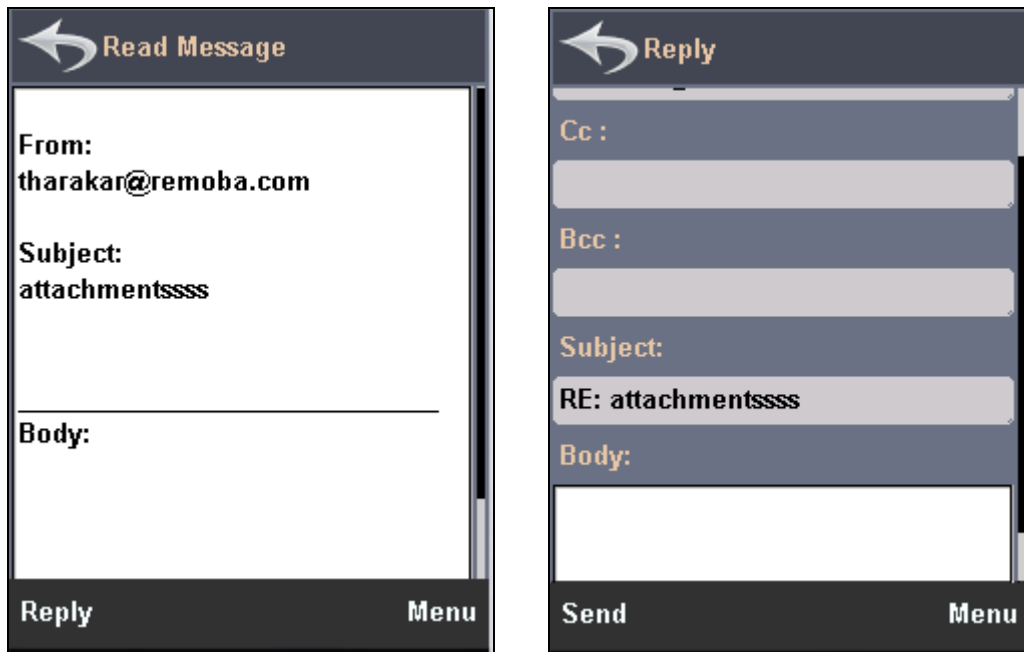 Read Message
From:
tharakar@remoba.com
Subject:
attachmentssss
Body:
Reply
Menu
Reply
Cc :
Bcc :
Subject:
RE: attachmentssss
Body:
Send
Menu